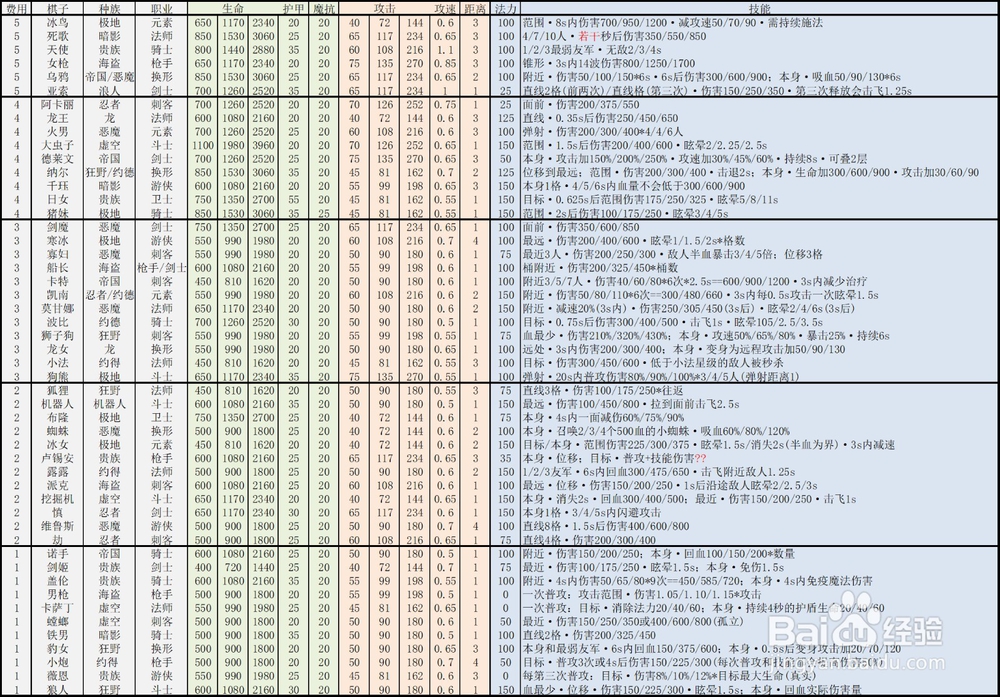 费用 棋子 种族 职业 生命 护甲 魔抗 攻击 攻速 距离 法力 技能
5 冰鸟 极地 元素 650 1170 2340 20 20 40 72 144 0.6 3 100 范围·8s内伤害700/950/1200·减攻速50/70/90·需持续施法
5 死歌 暗影 法师 850 1530 3060 25 20 65 117 234 0.65 3 100 4/7/10人·若干秒后伤害350/550/850
5 天使 贵族 骑士 800 1440 2880 35 20 60 108 216 1.1 3 100 1/2/3最弱友军·无敌2/3/4s
5 女枪 海盗 枪手 650 1170 2340 20 20 75 135 270 0.85 3 100 锥形·3s内14波伤害800/1250/1700
5 乌鸦 帝国/恶魔 换形 850 1530 3060 20 20 65 117 234 0.65 2 100 附近·伤害50/100/150*6s·6s后伤害300/600/900；本身·吸血50/90/130*6s
5 亚索 浪人 剑士 700 1260 2520 35 20 65 117 234 1 1 25 直线2格(前两次)/直线格(第三次)·伤害150/250/350·第三次释放会击飞1.25s
4 阿卡丽 忍者 刺客 700 1260 2520 20 20 70 126 252 0.75 1 25 面前·伤害200/375/550
4 龙王 龙 法师 600 1080 2160 20 20 40 72 144 0.6 3 125 直线·0.35s后伤害250/450/650
4 火男 恶魔 元素 700 1260 2520 25 20 60 108 216 0.6 3 100 弹射·伤害200/300/400*4/4/6人
4 大虫子 虚空 斗士 1100 1980 3960 20 20 70 126 252 0.65 1 150 范围·1.5s后伤害200/400/600·眩晕2/2.25/2.5s
4 德莱文 帝国 剑士 700 1260 2520 25 20 75 135 270 0.65 3 50 本身·攻击加150%/200%/250%·攻速加30%/45%/60%·持续8s·可叠2层
4 纳尔 狂野/约德 换形 850 1530 3060 30 20 45 81 162 0.7 2 125 位移到最远；范围·伤害200/300/400·击退2s；本身·生命加300/600/900·攻击加30/60/90
4 千珏 暗影 游侠 600 1080 2160 20 20 55 99 198 0.65 3 150 本身1格·4/5/6s内血量不会低于300/600/900
4 日女 贵族 卫士 750 1350 2700 55 20 45 81 162 0.55 1 150 目标·0.625s后范围伤害175/250/325·眩晕5/8/11s
4 猪妹 极地 骑士 850 1530 3060 35 25 45 81 162 0.55 1 150 范围·2s后伤害100/175/250·眩晕3/4/5s
3 剑魔 恶魔 剑士 750 1350 2700 25 20 65 117 234 0.65 1 100 面前·伤害350/600/850
3 寒冰 极地 游侠 550 990 1980 20 20 60 108 216 0.7 4 100 最远·伤害200/400/600·眩晕1/1.5/2s*格数
3 寡妇 恶魔 刺客 550 990 1980 20 20 50 90 180 0.6 1 75 最近3人·伤害200/250/300·敌人半血暴击3/4/5倍；位移3格
3 船长 海盗 枪手/剑士 600 1080 2160 20 20 55 99 198 0.6 1 100 桶附近·伤害200/325/450*桶数
3 卡特 帝国 刺客 450 810 1620 20 20 50 90 180 0.6 1 100 附近3/5/7人·伤害40/60/80*6次*2.5s==600/900/1200·3s内减少治疗
3 凯南 忍者/约德 元素 550 990 1980 20 20 60 108 216 0.6 2 150 附近·伤害50/80/110*6次==300/480/660·3s内每0.5s攻击一次眩晕1.5s
3 莫甘娜 恶魔 法师 650 1170 2340 20 20 50 90 180 0.6 2 150 附近·减速20%(3s内)·伤害250/305/450(3s后)·眩晕2/4/6s(3s后)
3 波比 约德 骑士 700 1260 2520 30 20 50 90 180 0.5 1 100 目标·0.75s后伤害300/400/500·击飞1s·眩晕105/2.5/3.5s
3 狮子狗 狂野 刺客 550 990 1980 20 20 55 99 198 0.55 1 75 血最少·伤害210%/320%/430%；本身·攻速50%/65%/80%·暴击25%·持续6s
3 龙女 龙 换形 550 990 1980 20 20 50 90 180 0.65 1 100 远处·3s内伤害200/300/400；本身·变身为远程攻击加50/90/130
3 小法 约得 法师 450 810 1620 20 20 45 81 162 0.55 3 100 目标·伤害300/450/600·低于小法星级的敌人被秒杀
3 狗熊 极地 斗士 650 1170 2340 35 20 75 135 270 0.55 1 100 弹射·20s内普攻伤害80%/90%/100%*3/4/5人(弹射距离1)
2 狐狸 狂野 法师 450 810 1620 20 20 50 90 180 0.55 3 75 直线3格·伤害100/175/250*往返
2 机器人 机器人 斗士 600 1080 2160 35 20 50 90 180 0.5 1 100 最远·伤害100/450/800·拉到面前击飞2.5s
2 布隆 极地 卫士 750 1350 2700 25 20 40 72 144 0.6 1 75 本身·4s内一面减伤60%/75%/90%
2 蜘蛛 恶魔 换形 500 900 1800 20 20 50 90 180 0.6 2 100 本身·召唤2/3/4个500血的小蜘蛛·吸血60%/80%/120%
2 冰女 极地 元素 450 810 1620 20 20 40 72 144 0.6 2 150 目标/本身·范围伤害225/300/375·眩晕1.5s/消失2s(半血为界)·3s内减速
2 卢锡安 贵族 枪手 600 1080 2160 25 20 65 117 234 0.65 3 35 本身·位移；目标·普攻+技能伤害??
2 露露 约得 法师 500 900 1800 25 20 50 90 180 0.6 2 150 1/2/3友军·6s内回血300/475/650·击飞附近敌人1.25s
2 派克 海盗 刺客 600 1080 2160 25 20 60 108 216 0.6 1 150 最远·位移·伤害150/200/250·1s后沿途敌人眩晕2/2.5/3s
2 挖掘机 虚空 斗士 650 1170 2340 20 20 40 72 144 0.65 1 150 本身·消失2s·回血300/400/500；最近·伤害150/200/250·击飞1s
2 慎 忍者 剑士 650 1170 2340 30 20 65 117 234 0.6 1 150 本身1格·3/4/5s内闪避攻击
2 维鲁斯 恶魔 游侠 500 900 1800 25 20 50 90 180 0.7 4 100 直线8格·1.5s后伤害400/600/800
2 劫 忍者 刺客 500 900 1800 25 20 60 108 216 0.65 1 75 直线4格·伤害200/300/400
1 诺手 帝国 骑士 600 1080 2160 25 20 50 90 180 0.5 1 100 附近·伤害150/200/250；本身·回血100/150/200*数量
1 剑姬 贵族 剑士 400 720 1440 25 20 50 90 180 0.7 1 75 最近·伤害100/175/250·眩晕1.5s；本身·免伤1.5s
1 盖伦 贵族 骑士 600 1080 2160 35 20 55 99 198 0.55 1 100 附近·4s内伤害50/65/80*9次==450/585/720；本身·4s内免疫魔法伤害
1 男枪 海盗 枪手 500 900 1800 20 20 55 99 198 0.5 1 0 一次普攻：攻击范围·伤害1.05/1.10/1.15*攻击
1 卡萨丁 虚空 法师 550 990 1980 25 20 45 81 162 0.65 1 0 一次普攻：目标·消除法力20/40/60；本身·持续4秒的护盾生命20/40/60
1 螳螂 虚空 刺客 500 900 1800 20 20 45 81 162 0.6 1 50 最近·伤害150/250/350或400/600/800(孤立)
1 铁男 暗影 骑士 500 900 1800 35 20 50 90 180 0.55 1 100 直线2格·伤害200/325/450
1 豹女 狂野 换形 500 900 1800 20 20 50 90 180 0.65 3 100 本身和最弱友军·6s内回血150/375/600；本身·0.5s后变身攻击加20/70/120
1 小炮 约得 枪手 500 900 1800 20 20 50 90 180 0.7 4 50 目标·普攻3次或4s后伤害150/225/300(每次普攻和技
1 薇恩 贵族 游侠 550 990 1980 25 20 40 72 144 0.7 3 0 每第三次普攻：目标·伤害8%/10%/12%*目标最大生命(真实)
1 狼人 狂野 斗士 600 1080 2160 30 20 50 90 180 0.6 1 150 血最少·位移·伤害150/225/300·眩晕1.5s；本身·回血实际伤害量
Baidu 经验
jingyan.baidu.com